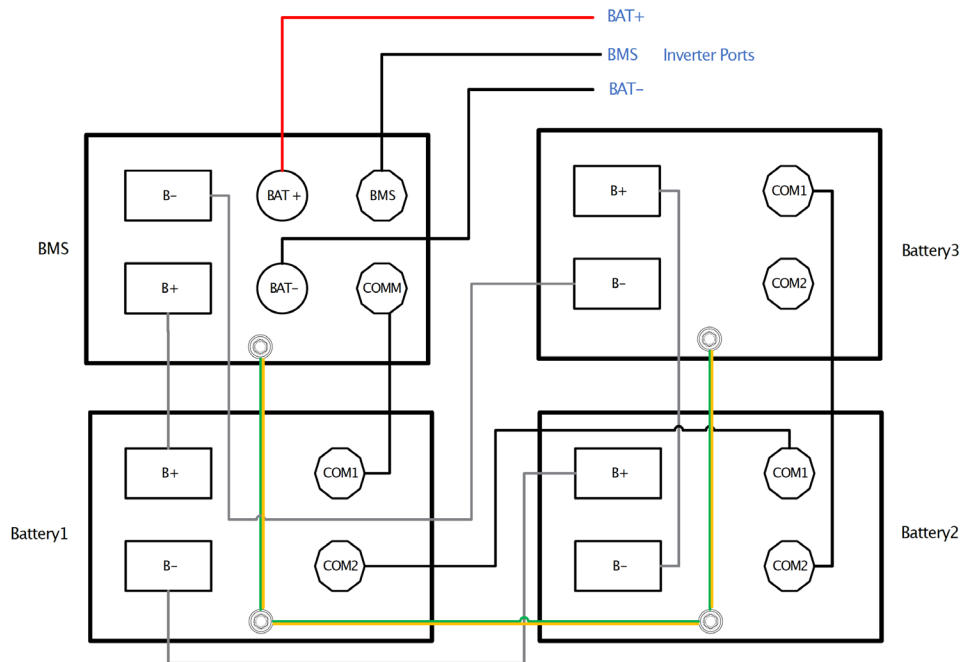 BAT+
BMS Inverter Ports
BAT-
BMS
B-
BAT +
BMS
B+
BAT-
COMM
Battery3
B+
COM1
B-
COM2
Battery1
B+
COM1
B-
COM2
Battery2
B+
COM1
B-
COM2